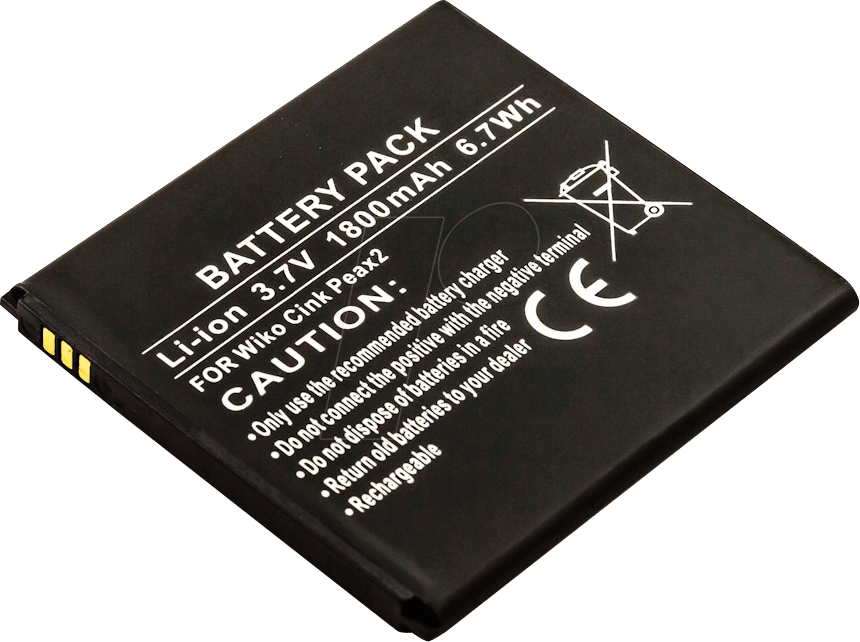 BATTERY PACK
Li-ion 3.7V 1800mAh 6.7Wh
FOR Wiko Cink Peax2
CAUTION:
• Only use the recommended battery charger
• Do not connect the positive with the negative terminal
• Do not dispose of batteries in a fire
• Return old batteries to your dealer
• Rechargeable
CE